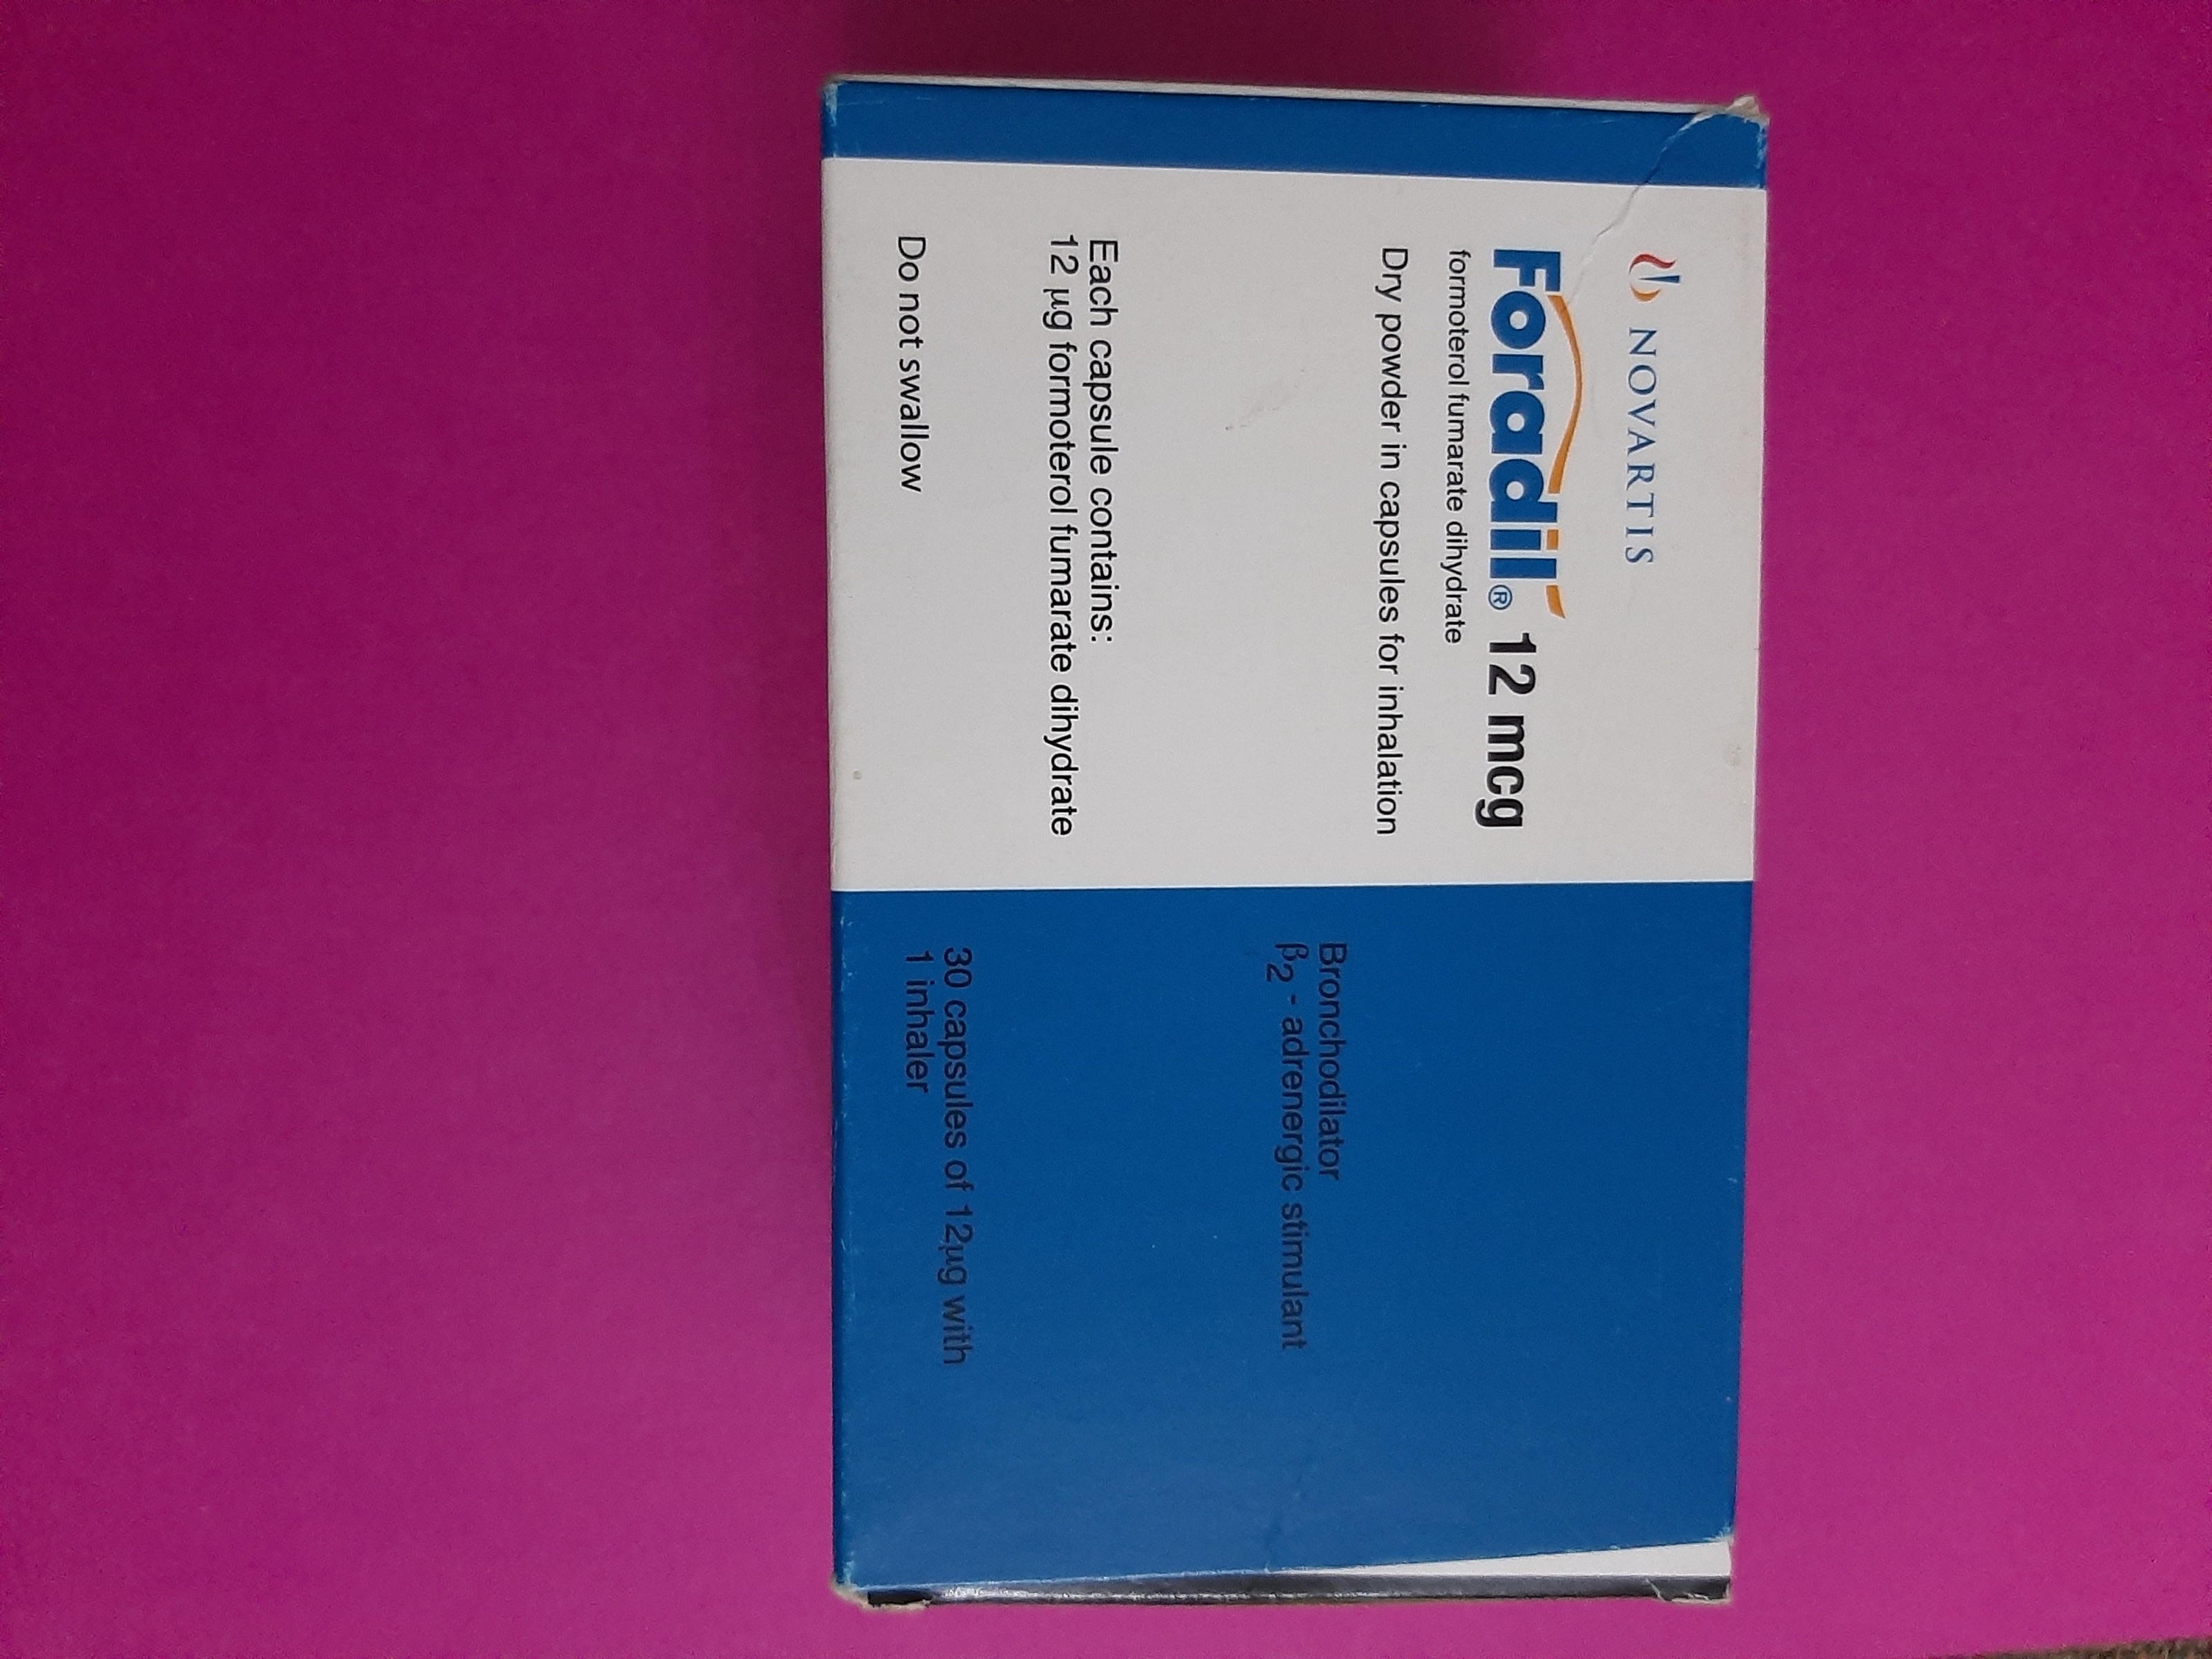 NOVARTIS
Foradil® 12 mcg
formoterol fumarate dihydrate
Dry powder in capsules for inhalation
Bronchodilator
β2 - adrenergic stimulant
Each capsule contains:
12 µg formoterol fumarate dihydrate
Do not swallow
30 capsules of 12µg with
1 inhaler